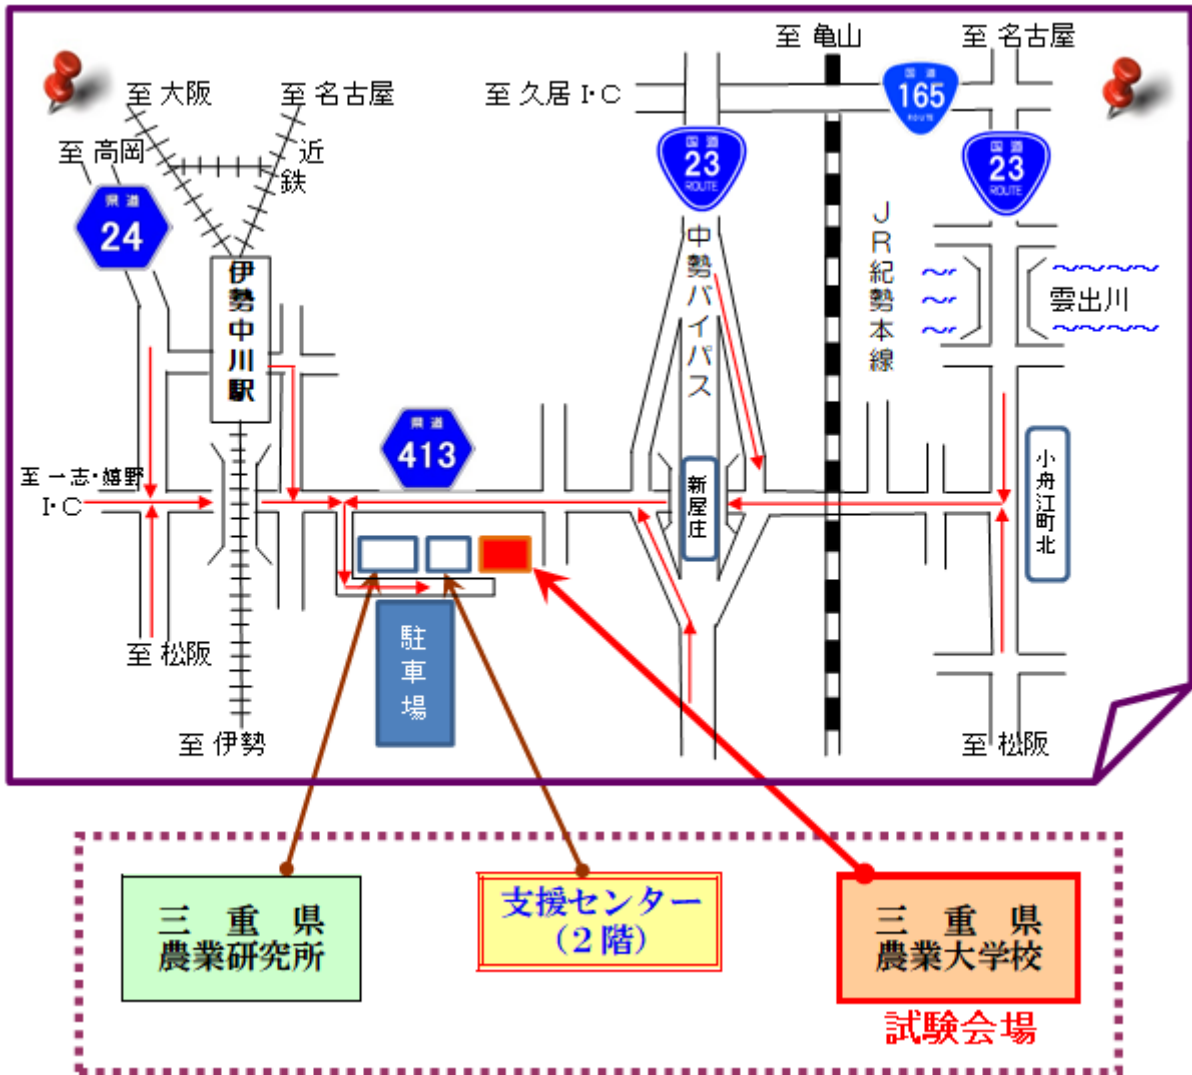 至 亀山
至 名古屋
至 大阪
至 名古屋
至 久居 I・C
国道
165
ROUTE
至 高岡
近
鉄
国道
23
ROUTE
国道
23
ROUTE
県道
24
中勢バイパス
JR紀勢本線
伊勢中川駅
雲出川
県道
413
至 一志・嬉野
I・C
新屋庄
小舟江町北
至 松阪
駐車場
至 伊勢
至 松阪
三 重 県
農業研究所
支援センター
（２階）
三 重 県
農業大学校
試験会場